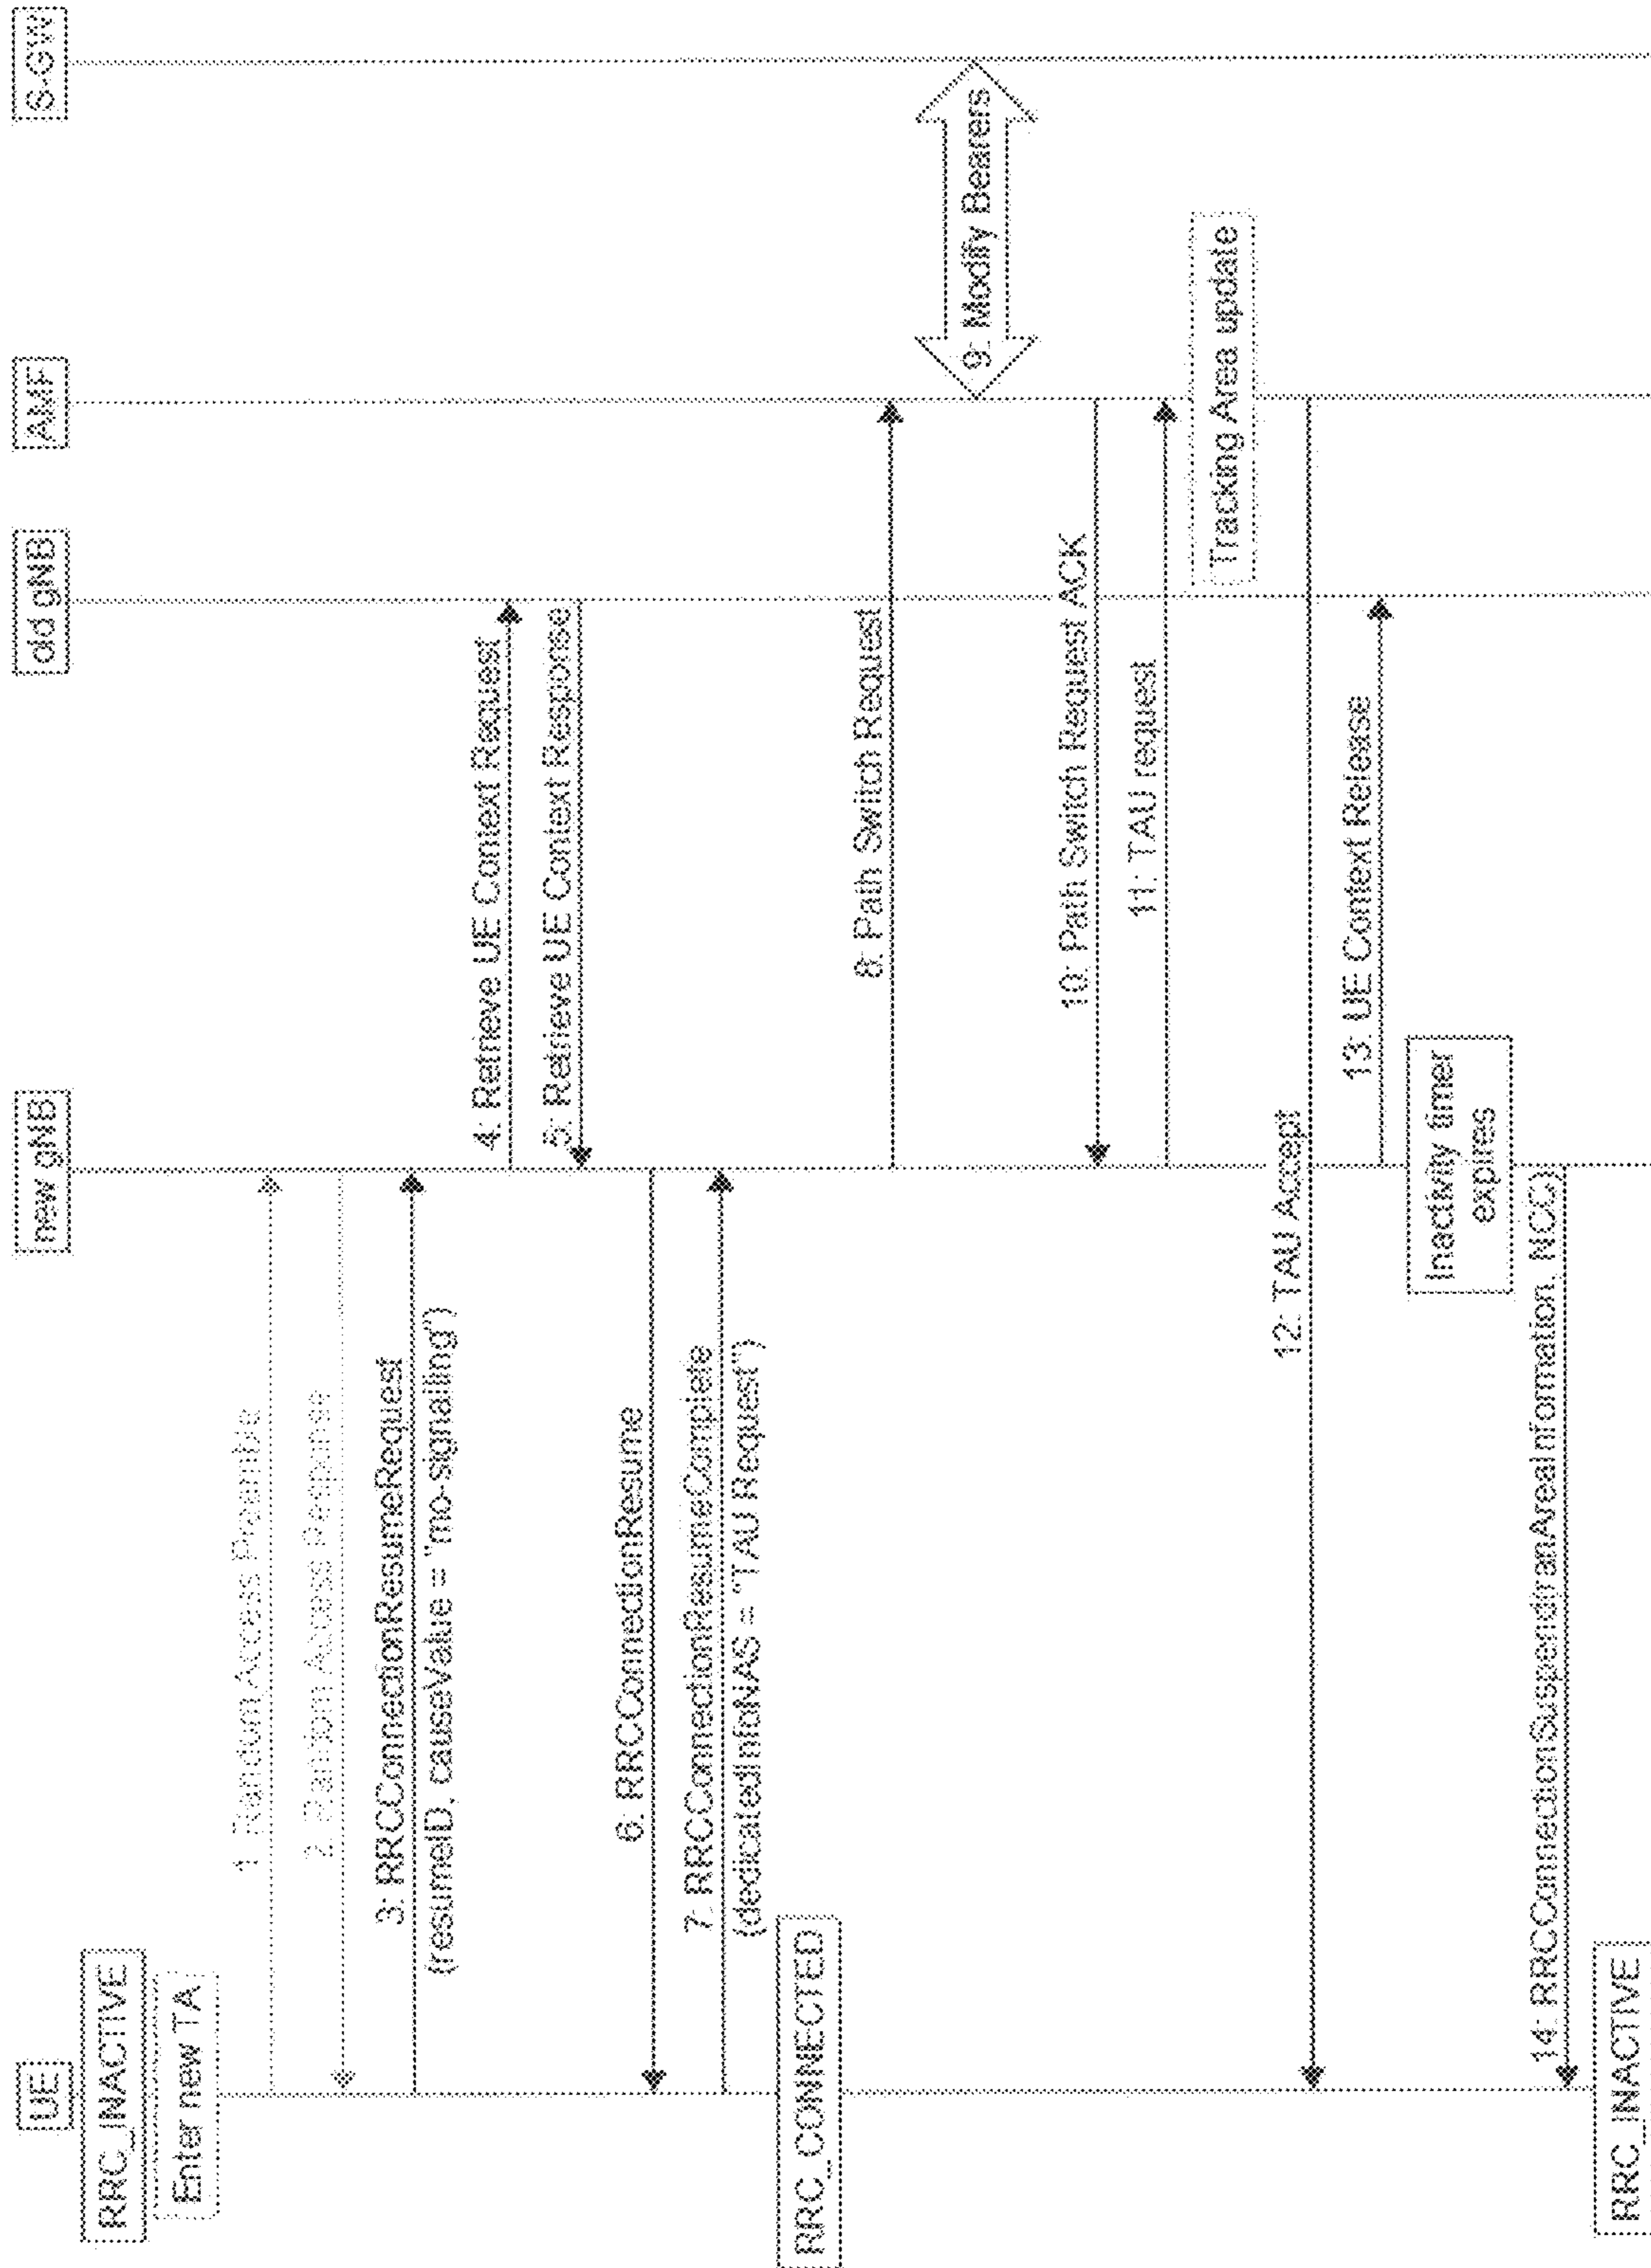 UE
new gNB
old gNB
AMF
S-GW
RRC_INACTIVE
Enter new TA
1: Random Access Preamble
2: Random Access Response
3: RRCConnectionResumeRequest
(resumeID, causeValue = "mo-signalling")
4: Retrieve UE Context Request
5: Retrieve UE Context Response
6: RRCConnectionResume
7: RRCConnectionResumeComplete
(dedicatedInfoNAS = "TAU Request")
RRC_CONNECTED
8: Path Switch Request
9: Modify Bearers
10: Path Switch Request ACK
11: TAU request
Tracking Area update
12: TAU Accept
13: UE Context Release
Inactivity timer
expires
14: RRCConnectionSuspend(ranAreaInformation, NCC)
RRC_INACTIVE